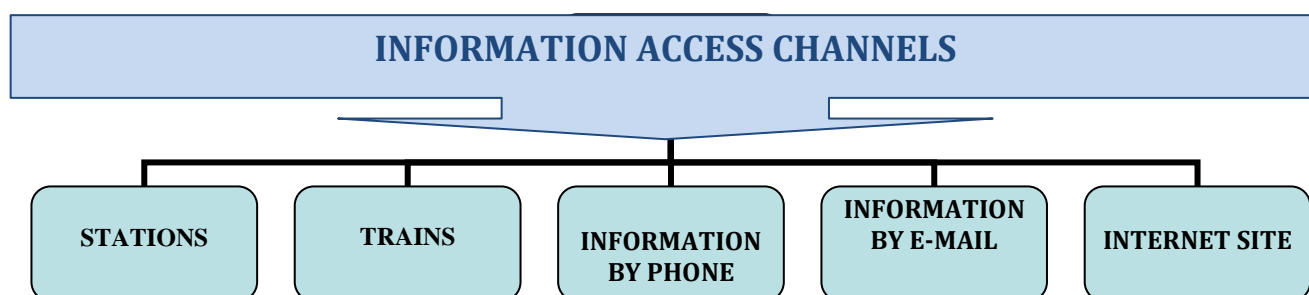 INFORMATION ACCESS CHANNELS
STATIONS
TRAINS
INFORMATION
BY PHONE
INFORMATION
BY E-MAIL
INTERNET SITE